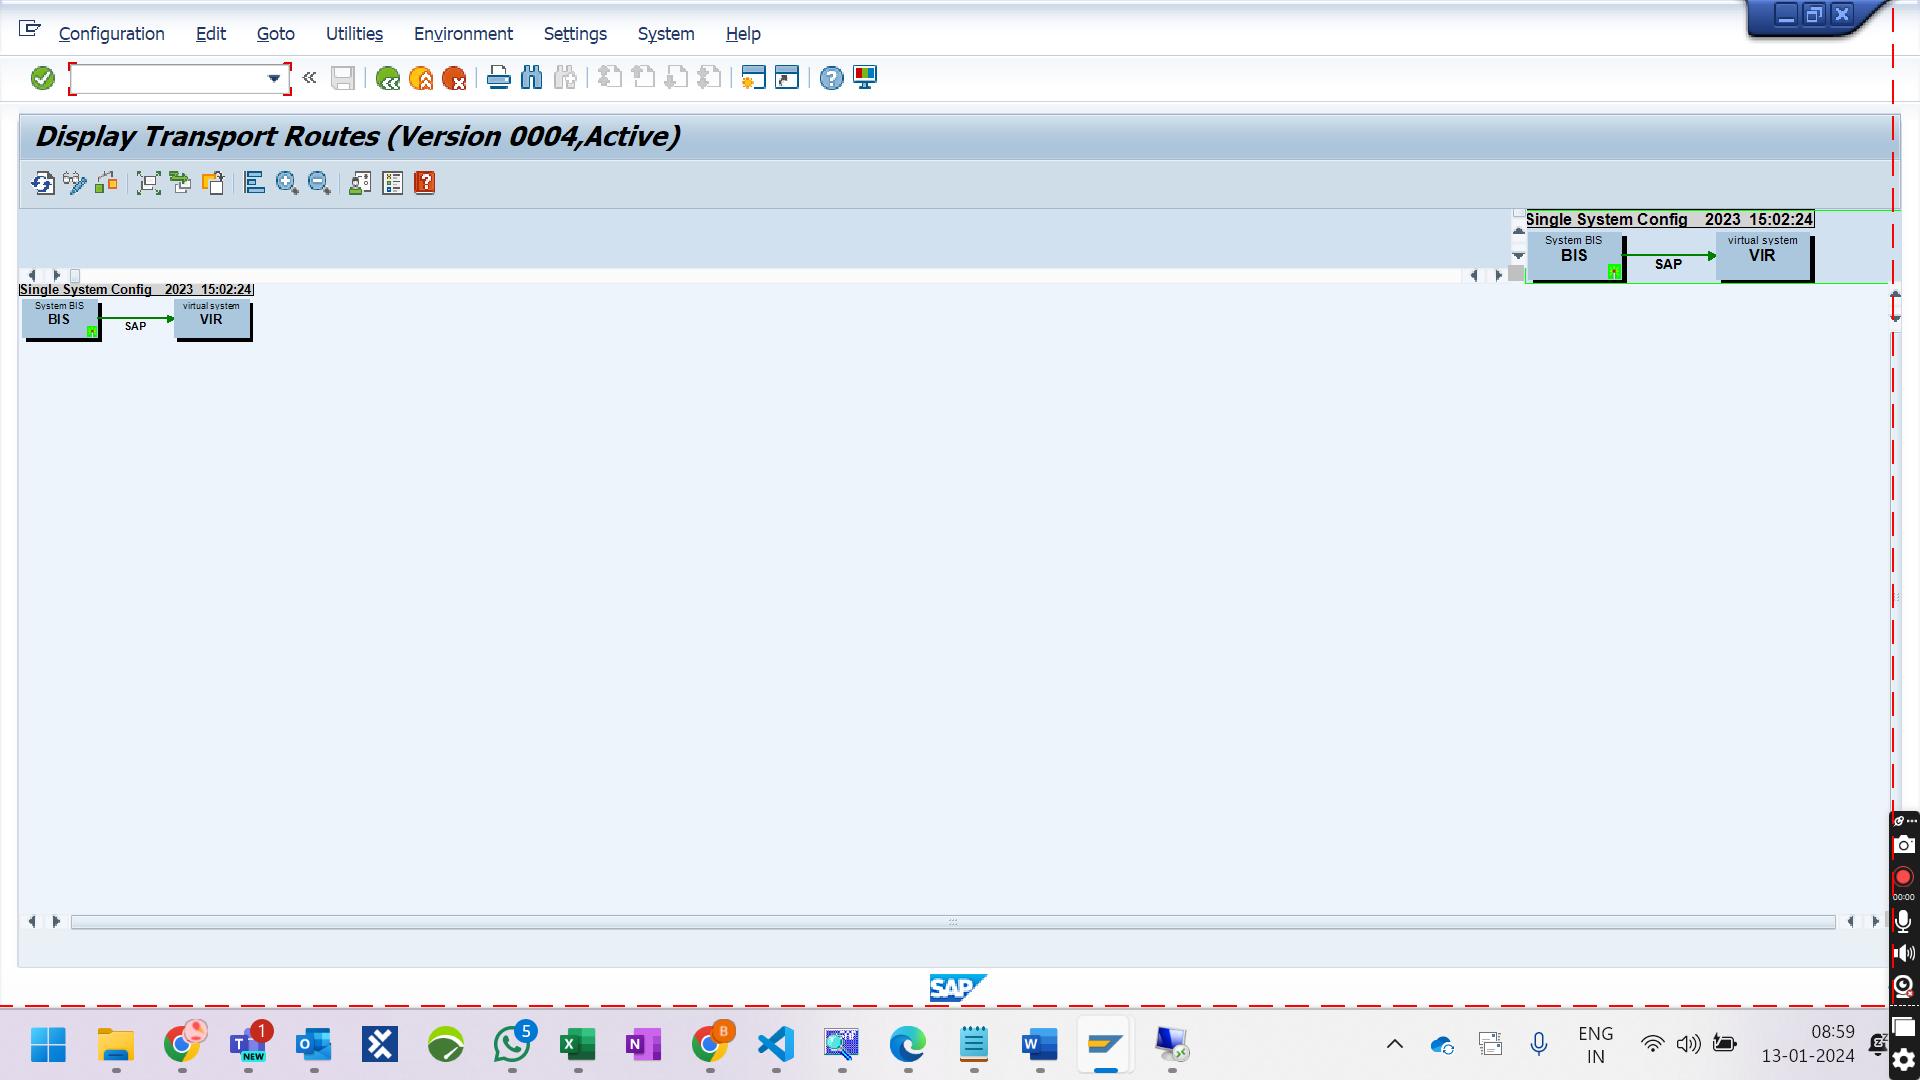 Configuration Edit Goto Utilities Environment Settings System Help
Display Transport Routes (Version 0004,Active)
Single System Config 2023 15:02:24
System BIS
BIS
SAP
virtual system
VIR
Single System Config 2023 15:02:24
System BIS
BIS
SAP
virtual system
VIR
00:00
SAP
1
NEW
5
B
ENG
IN
08:59
13-01-2024